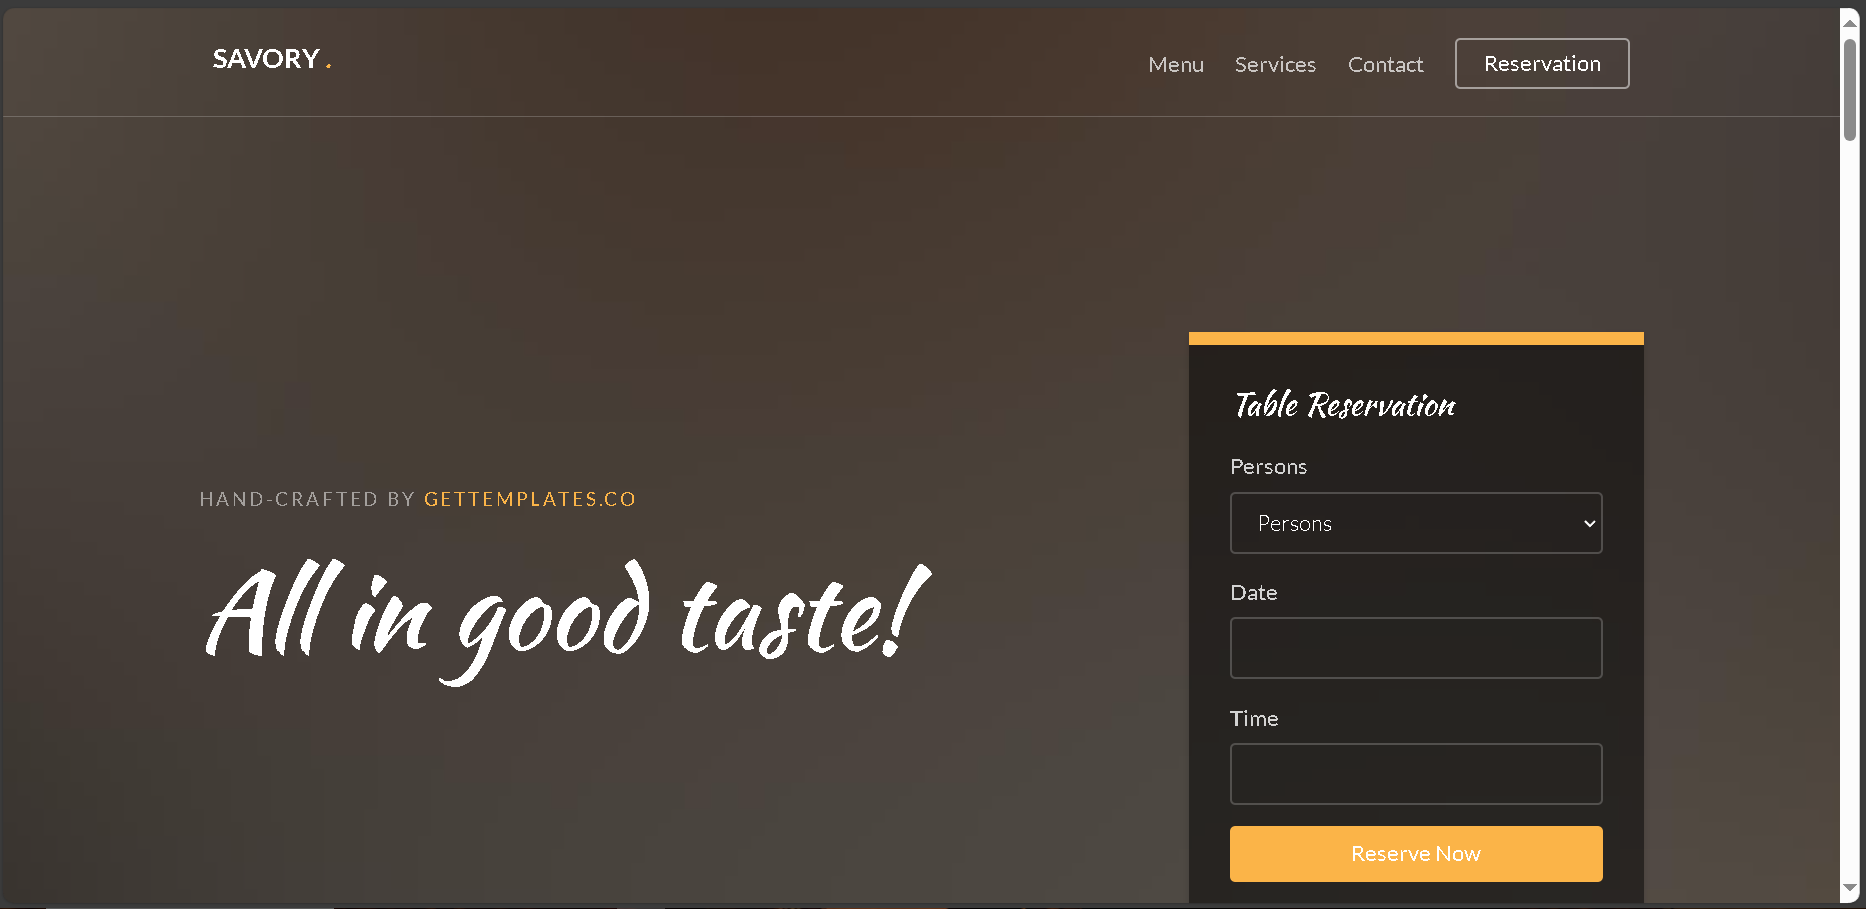 SAVORY .
Menu Services Contact Reservation
HAND-CRAFTED BY GETTEMPLATES.CO
All in good taste!
Table Reservation
Persons
Persons
Date
Time
Reserve Now